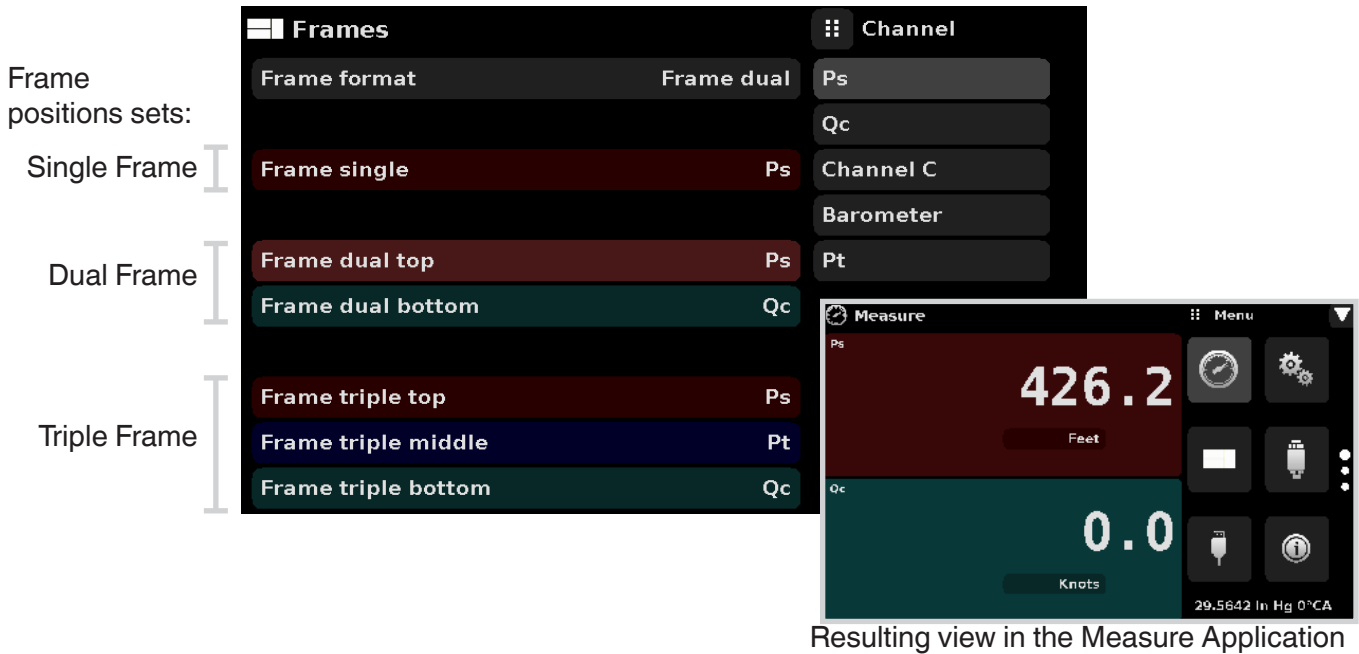 Frames
Channel
Frame
positions sets:
Frame format Frame dual
Ps
Qc
Single Frame
Frame single Ps
Channel C
Barometer
Dual Frame
Frame dual top Ps
Pt
Frame dual bottom Qc
Triple Frame
Frame triple top Ps
Frame triple middle Pt
Frame triple bottom Qc
Measure
Menu
Ps
426.2
Feet
Qc
0.0
Knots
29.5642 In Hg 0°CA
Resulting view in the Measure Application